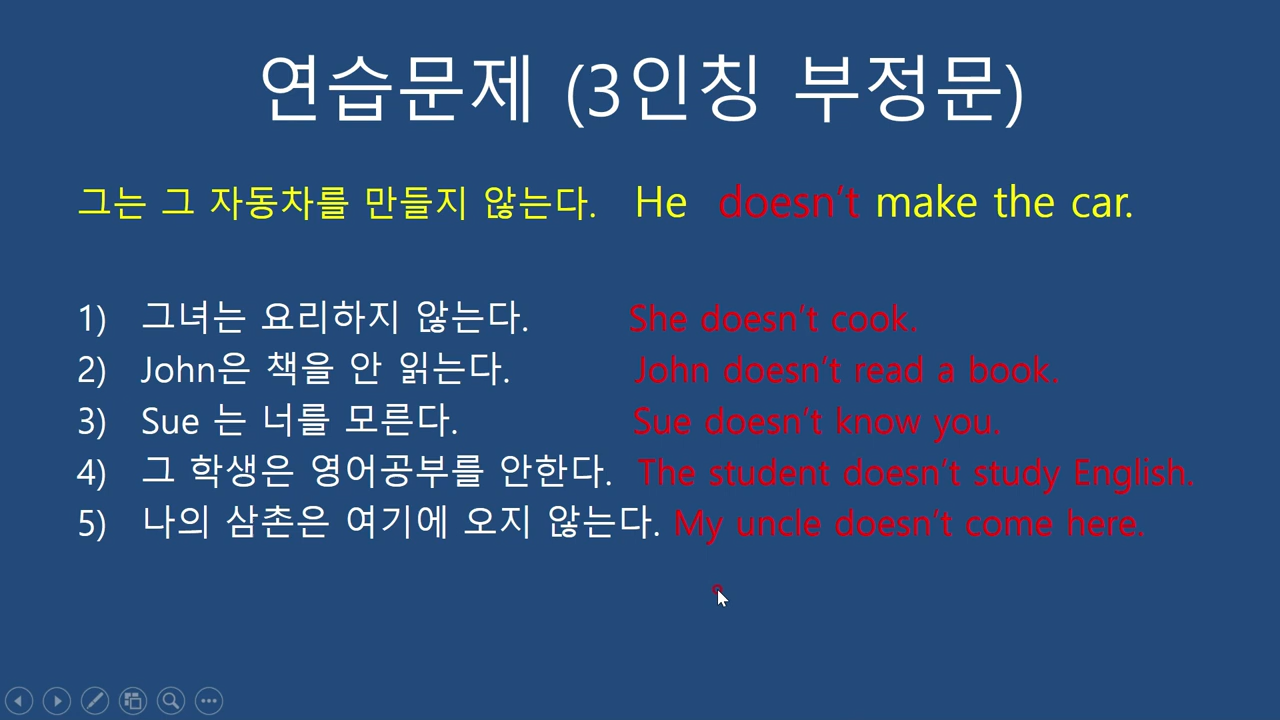 연습문제 (3인칭 부정문)
그는 그 자동차를 만들지 않는다. He doesn't make the car.
1) 그녀는 요리하지 않는다. She doesn't cook.
2) John은 책을 안 읽는다. John doesn't read a book.
3) Sue 는 너를 모른다. Sue doesn't know you.
4) 그 학생은 영어공부를 안한다. The student doesn't study English.
5) 나의 삼촌은 여기에 오지 않는다. My uncle doesn't come here.